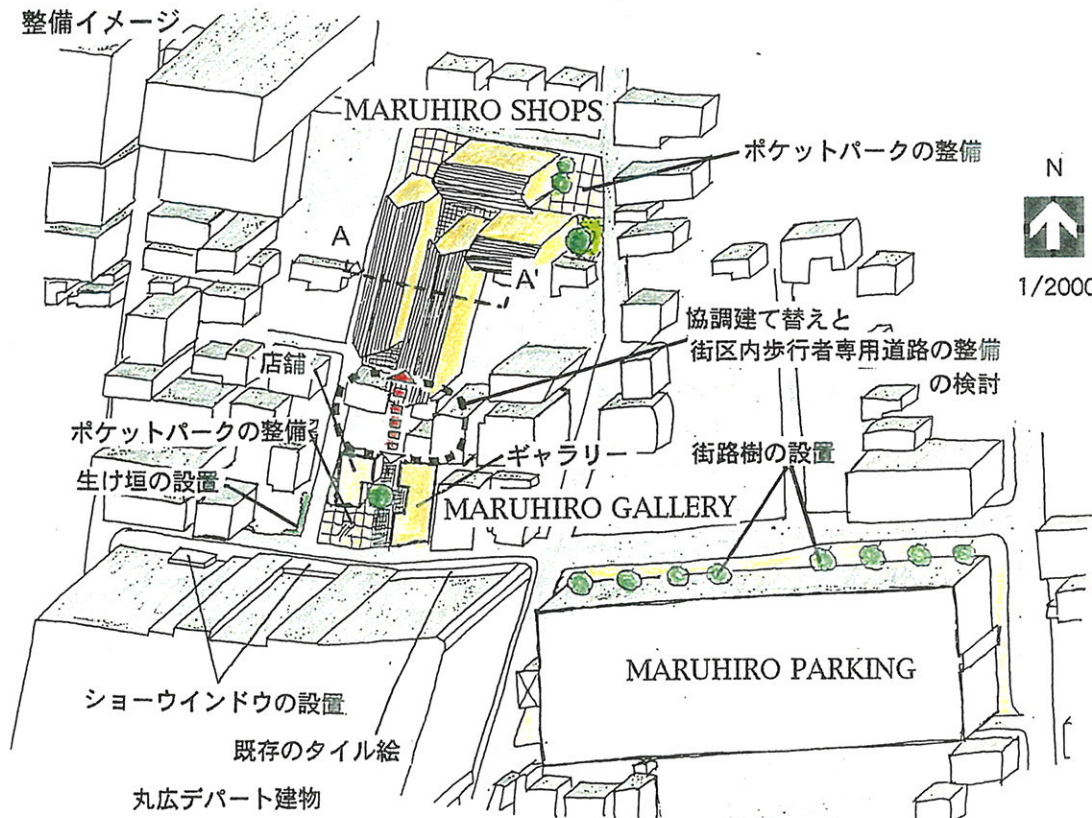 整備イメージ
MARUHIRO SHOPS
ポケットパークの整備
N
1/2000
A
A'
協調建て替えと
街区内歩行者専用道路の整備
の検討
店舗
ポケットパークの整備
ギャラリー
街路樹の設置
生け垣の設置
MARUHIRO GALLERY
MARUHIRO PARKING
ショーウインドウの設置
既存のタイル絵
丸広デパート建物